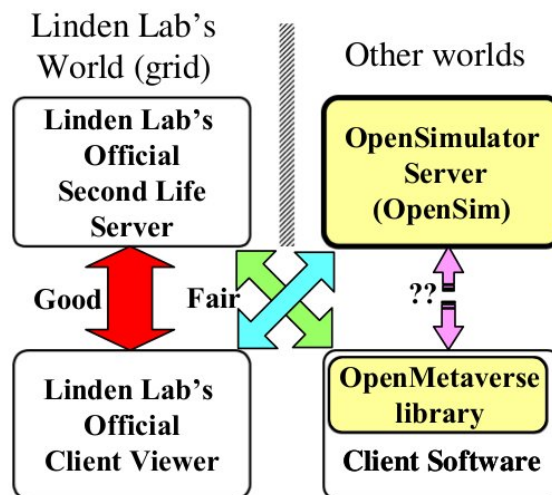 Linden Lab's
World (grid)
Other worlds
Linden Lab's
Official
Second Life
Server
OpenSimulator
Server
(OpenSim)
Good
Fair
??
Linden Lab's
Official
Client Viewer
OpenMetaverse
library
Client Software